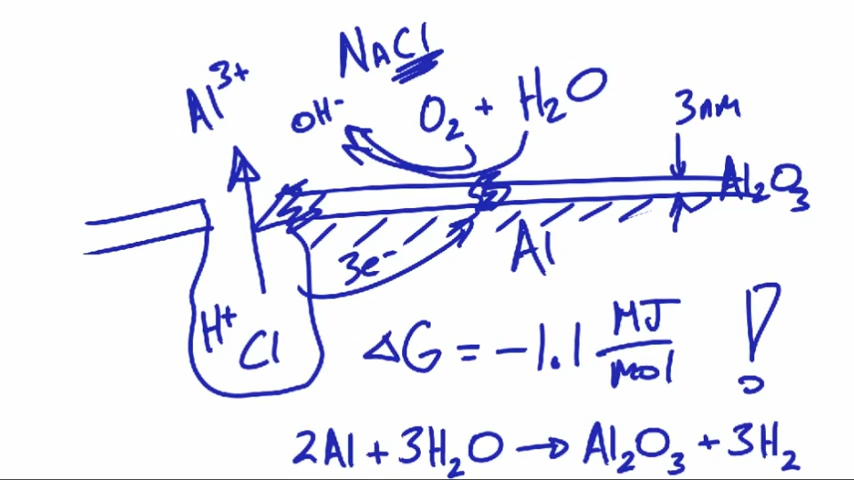 NaCl
Al³⁺
OH⁻
O₂ + H₂O
3nm
Al₂O₃
Al
3e⁻
H⁺
Cl
ΔG = -1.1 MJ/mol !
2Al + 3H₂O → Al₂O₃ + 3H₂